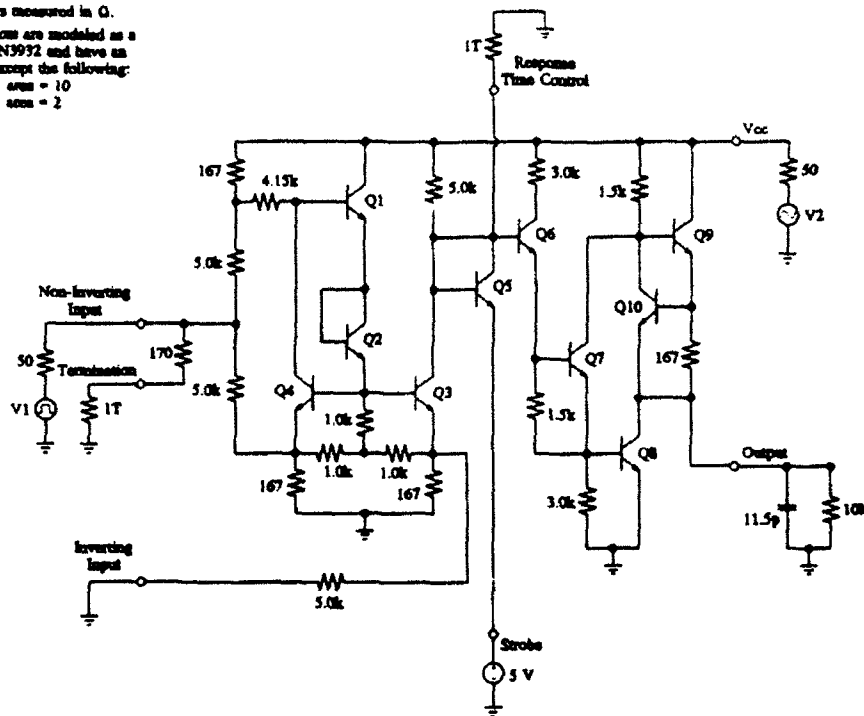 s measured in Ω.
ors are modeled as a
N3932 and have an
xcept the following:
area = 10
area = 2
1T
Response
Time Control
Vcc
167
4.15k
Q1
5.0k
3.0k
1.5k
50
V2
Q6
Q9
5.0k
Q5
Non-Inverting
Input
Q2
Q10
170
Q7
167
50
Termination
5.0k
Q4
Q3
V1
1T
1.0k
1.5k
1.0k
1.0k
Q8
167
167
Output
3.0k
11.5p
10k
Inverting
Input
5.0k
Strobe
5 V